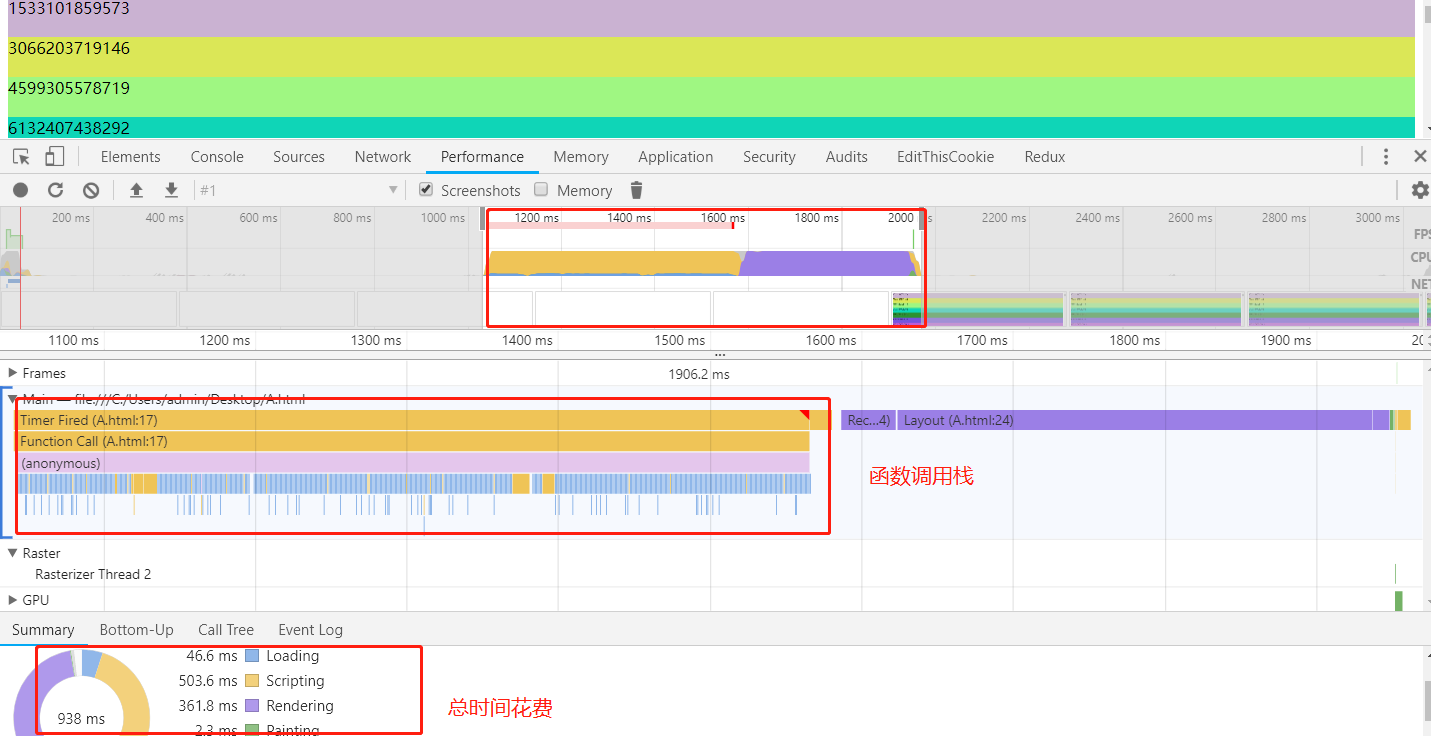 1533101859573
3066203719146
4599305578719
6132407438292
Elements Console Sources Network Performance Memory Application Security Audits EditThisCookie Redux
#1 Screenshots Memory
200 ms 400 ms 600 ms 800 ms 1000 ms 1200 ms 1400 ms 1600 ms 1800 ms 2000 2200 ms 2400 ms 2600 ms 2800 ms 3000 ms
FPS
CPU
NET
1100 ms 1200 ms 1300 ms 1400 ms 1500 ms 1600 ms 1700 ms 1800 ms 1900 ms
...
Frames 1906.2 ms
Main — file:///C:/Users/admin/Desktop/A.html
Timer Fired (A.html:17) Rec...4) Layout (A.html:24)
Function Call (A.html:17)
(anonymous)
函数调用栈
Raster
Rasterizer Thread 2
GPU
Summary Bottom-Up Call Tree Event Log
46.6 ms Loading
503.6 ms Scripting
361.8 ms Rendering
总时间花费
938 ms
2.3 ms Painting